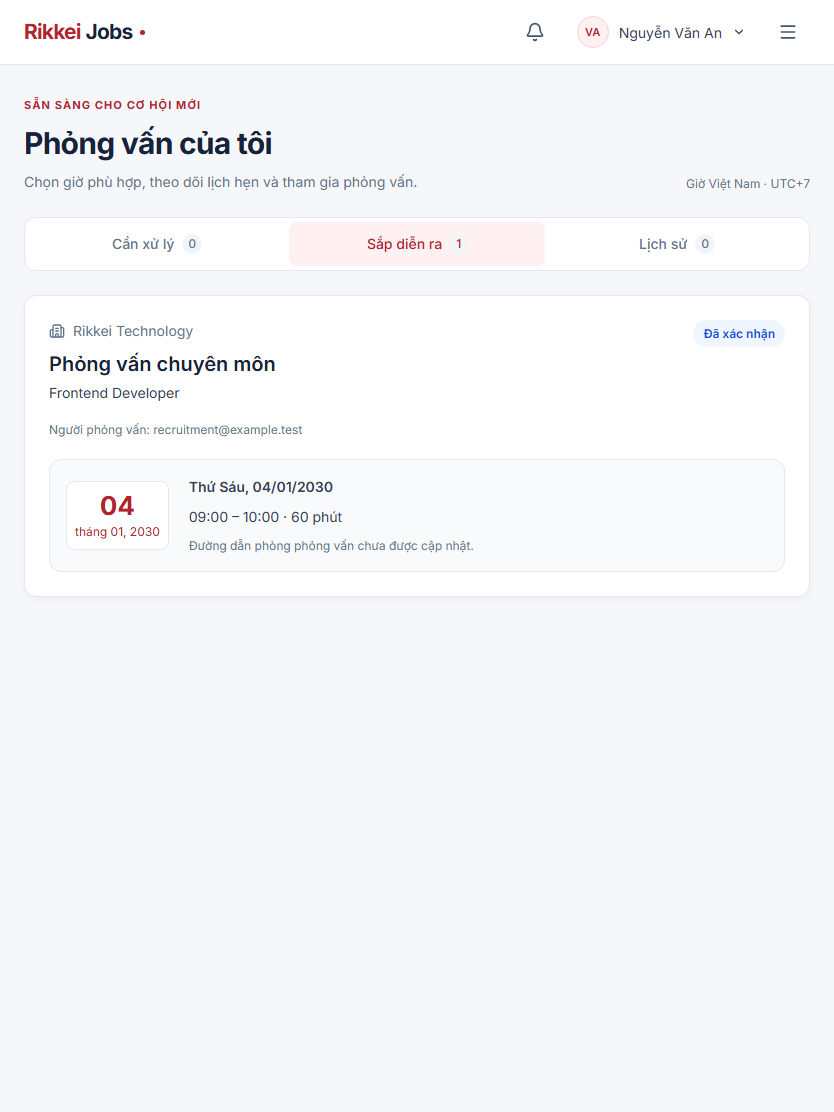 Rikkei Jobs
VA
Nguyễn Văn An
SẴN SÀNG CHO CƠ HỘI MỚI
Phỏng vấn của tôi
Chọn giờ phù hợp, theo dõi lịch hẹn và tham gia phỏng vấn.
Giờ Việt Nam · UTC+7
Cần xử lý 0
Sắp diễn ra 1
Lịch sử 0
Rikkei Technology
Đã xác nhận
Phỏng vấn chuyên môn
Frontend Developer
Người phỏng vấn: recruitment@example.test
04
tháng 01, 2030
Thứ Sáu, 04/01/2030
09:00 – 10:00 · 60 phút
Đường dẫn phòng phỏng vấn chưa được cập nhật.